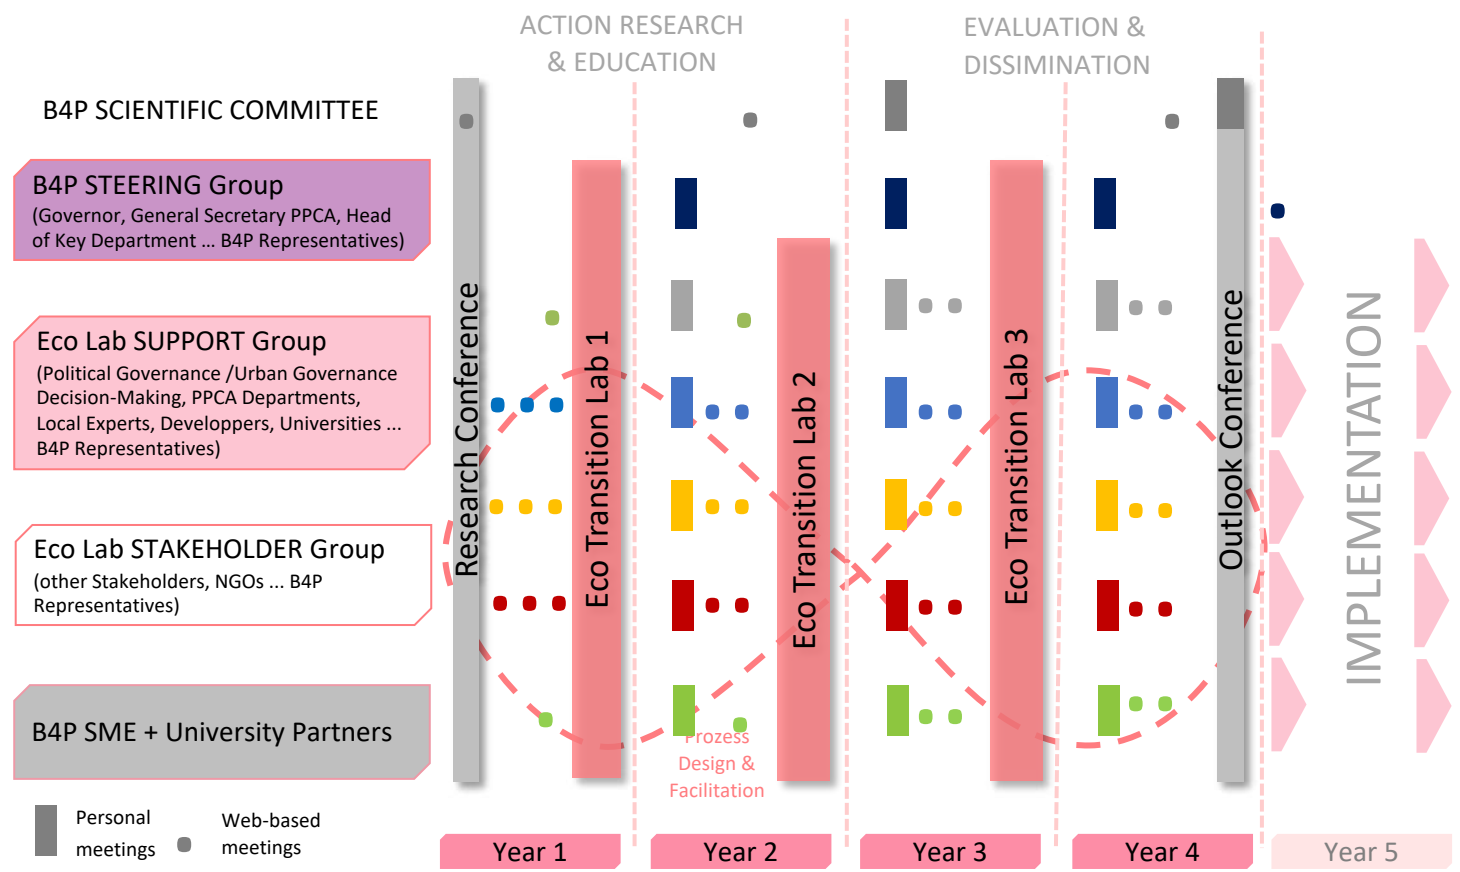 ACTION RESEARCH
& EDUCATION
EVALUATION &
DISSIMINATION
B4P SCIENTIFIC COMMITTEE
B4P STEERING Group
(Governor, General Secretary PPCA, Head
of Key Department ... B4P Representatives)
Eco Lab SUPPORT Group
(Political Governance /Urban Governance
Decision-Making, PPCA Departments,
Local Experts, Developpers, Universities ...
B4P Representatives)
Eco Lab STAKEHOLDER Group
(other Stakeholders, NGOs ... B4P
Representatives)
B4P SME + University Partners
Research Conference
Eco Transition Lab 1
Eco Transition Lab 2
Eco Transition Lab 3
Outlook Conference
IMPLEMENTATION
Prozess
Design &
Facilitation
Personal
meetings
Web-based
meetings
Year 1
Year 2
Year 3
Year 4
Year 5